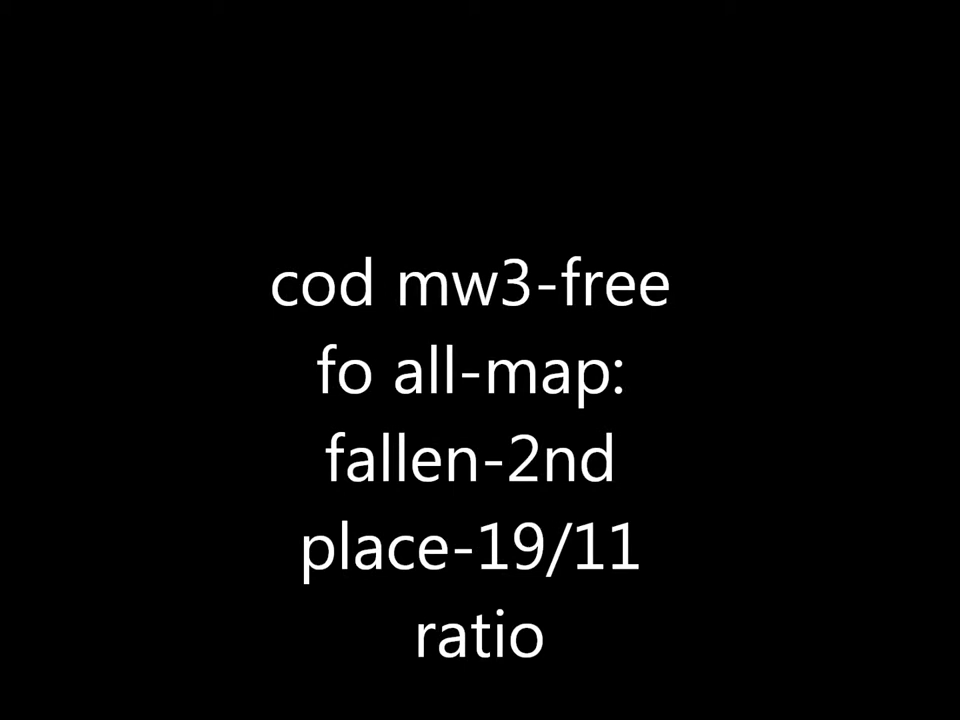 cod mw3-free
fo all-map:
fallen-2nd
place-19/11
ratio